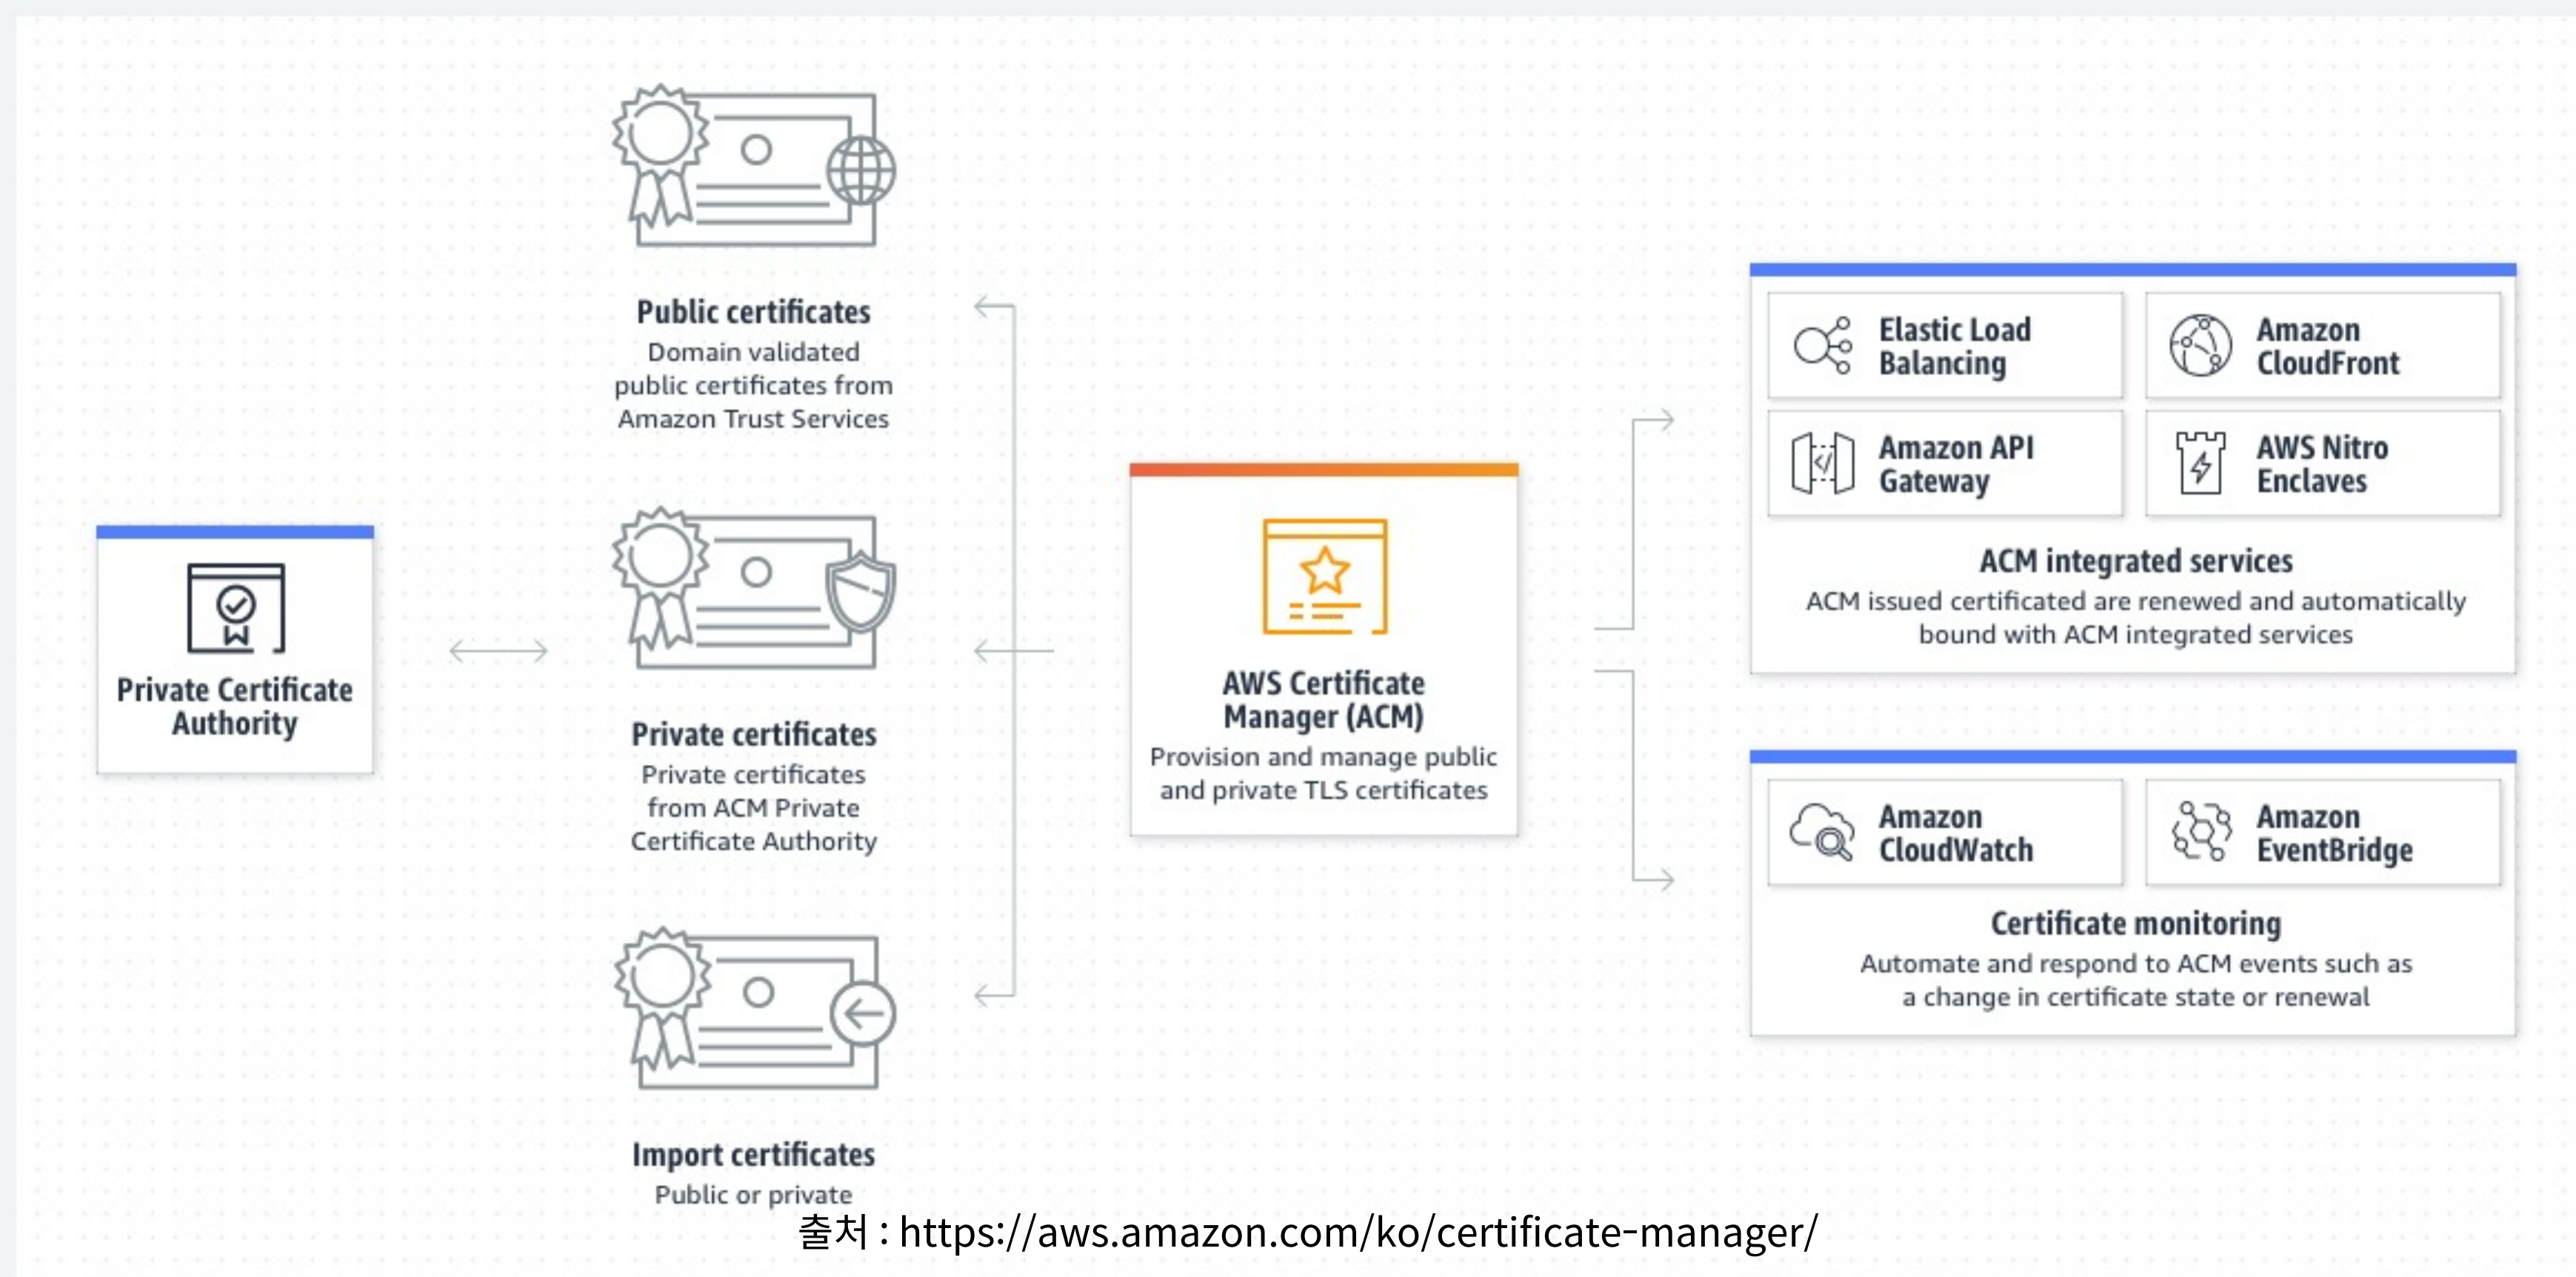 Public certificates
Domain validated
public certificates from
Amazon Trust Services
Private Certificate
Authority
Private certificates
Private certificates
from ACM Private
Certificate Authority
Import certificates
Public or private
AWS Certificate
Manager (ACM)
Provision and manage public
and private TLS certificates
Elastic Load
Balancing
Amazon
CloudFront
Amazon API
Gateway
AWS Nitro
Enclaves
ACM integrated services
ACM issued certificated are renewed and automatically
bound with ACM integrated services
Amazon
CloudWatch
Amazon
EventBridge
Certificate monitoring
Automate and respond to ACM events such as
a change in certificate state or renewal
출처 : https://aws.amazon.com/ko/certificate-manager/